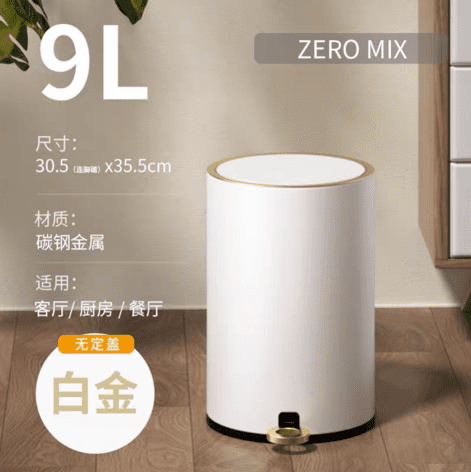 9L
ZERO MIX
尺寸：
30.5（连脚踏）x35.5cm
材质：
碳钢金属
适用：
客厅/ 厨房 / 餐厅
无定盖
白金